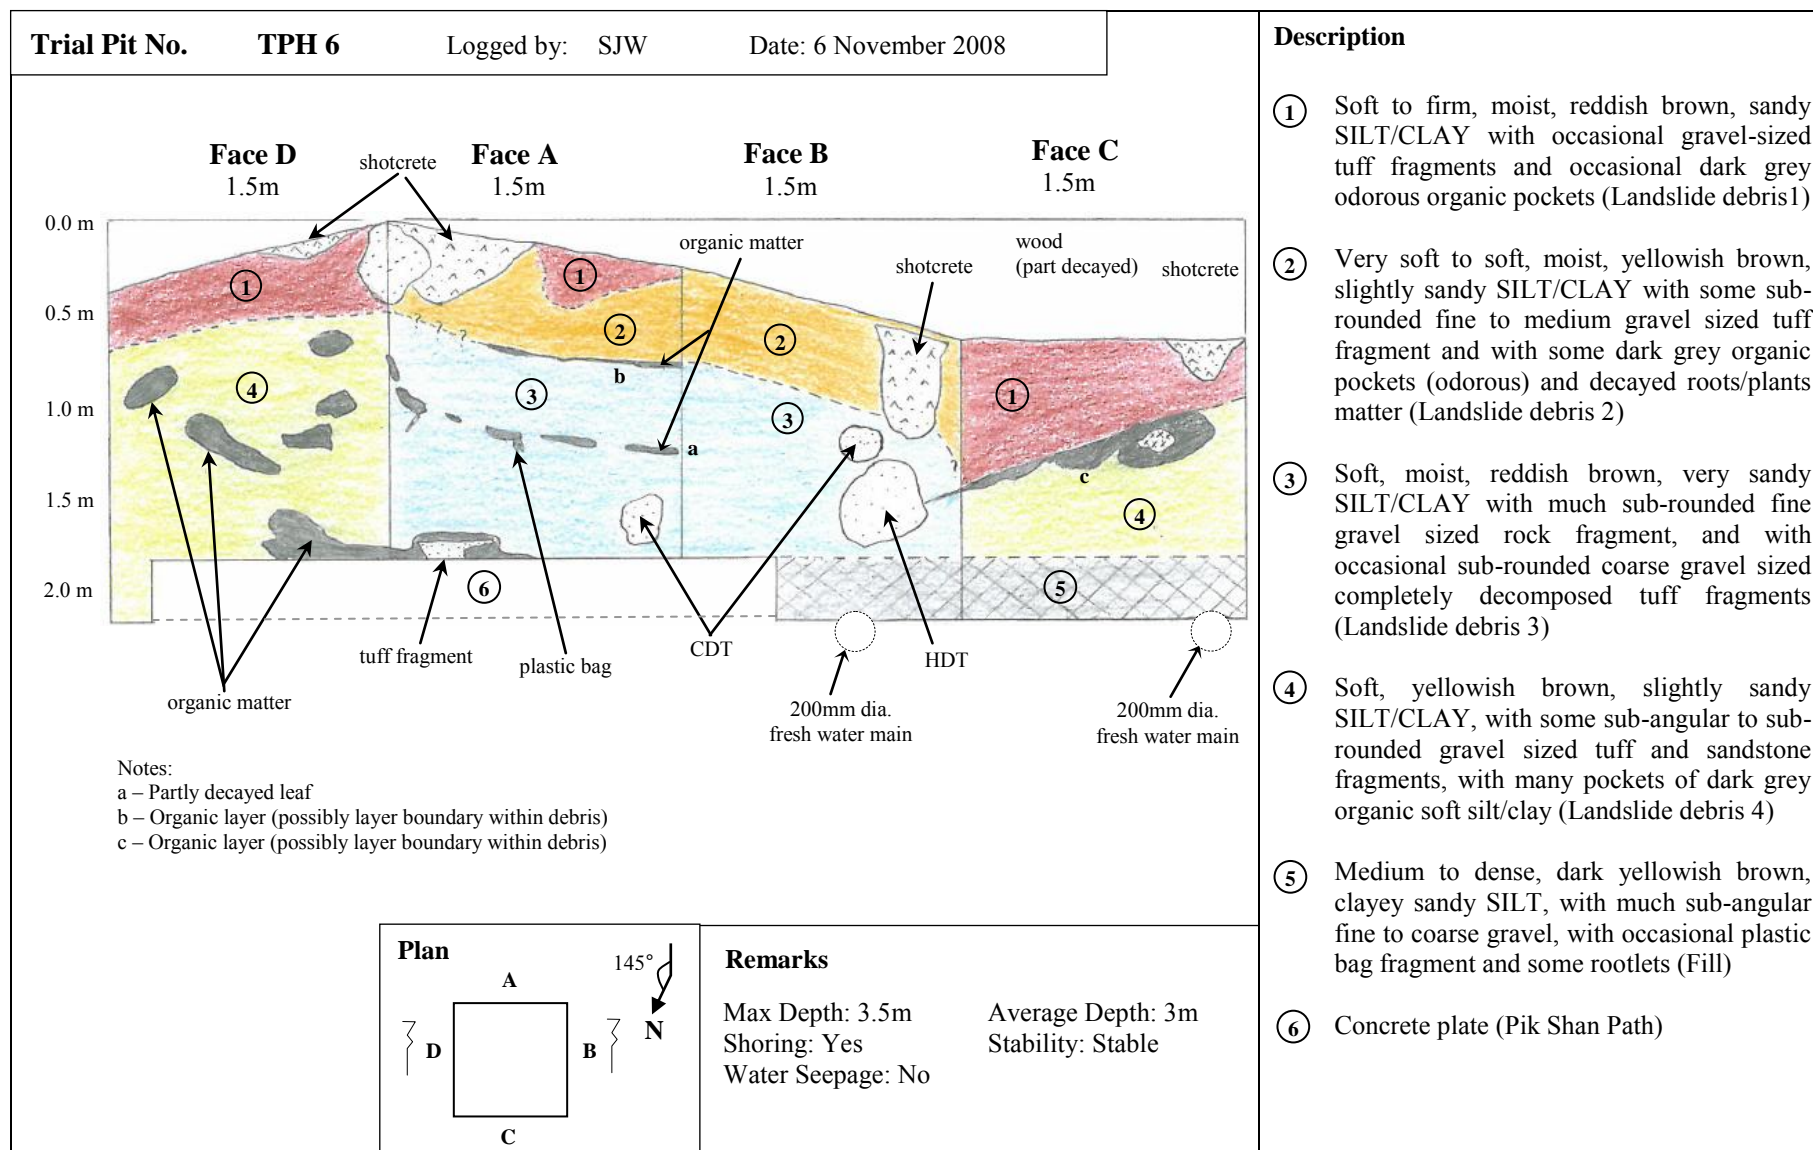 Trial Pit No. TPH 6 Logged by: SJW Date: 6 November 2008
Face D
1.5m
shotcrete
Face A
1.5m
Face B
1.5m
Face C
1.5m
0.0 m
0.5 m
1.0 m
1.5 m
2.0 m
organic matter
shotcrete
wood
(part decayed)
shotcrete
1
1
2
2
? ? ?
4
b
3
3
1
a
c
4
6
5
organic matter
tuff fragment
plastic bag
CDT
HDT
200mm dia.
fresh water main
200mm dia.
fresh water main
Notes:
a – Partly decayed leaf
b – Organic layer (possibly layer boundary within debris)
c – Organic layer (possibly layer boundary within debris)
Plan
A
D
B
C
145°
N
Remarks
Max Depth: 3.5m Average Depth: 3m
Shoring: Yes Stability: Stable
Water Seepage: No
Description
1 Soft to firm, moist, reddish brown, sandy
SILT/CLAY with occasional gravel-sized
tuff fragments and occasional dark grey
odorous organic pockets (Landslide debris1)
2 Very soft to soft, moist, yellowish brown,
slightly sandy SILT/CLAY with some sub-
rounded fine to medium gravel sized tuff
fragment and with some dark grey organic
pockets (odorous) and decayed roots/plants
matter (Landslide debris 2)
3 Soft, moist, reddish brown, very sandy
SILT/CLAY with much sub-rounded fine
gravel sized rock fragment, and with
occasional sub-rounded coarse gravel sized
completely decomposed tuff fragments
(Landslide debris 3)
4 Soft, yellowish brown, slightly sandy
SILT/CLAY, with some sub-angular to sub-
rounded gravel sized tuff and sandstone
fragments, with many pockets of dark grey
organic soft silt/clay (Landslide debris 4)
5 Medium to dense, dark yellowish brown,
clayey sandy SILT, with much sub-angular
fine to coarse gravel, with occasional plastic
bag fragment and some rootlets (Fill)
6 Concrete plate (Pik Shan Path)